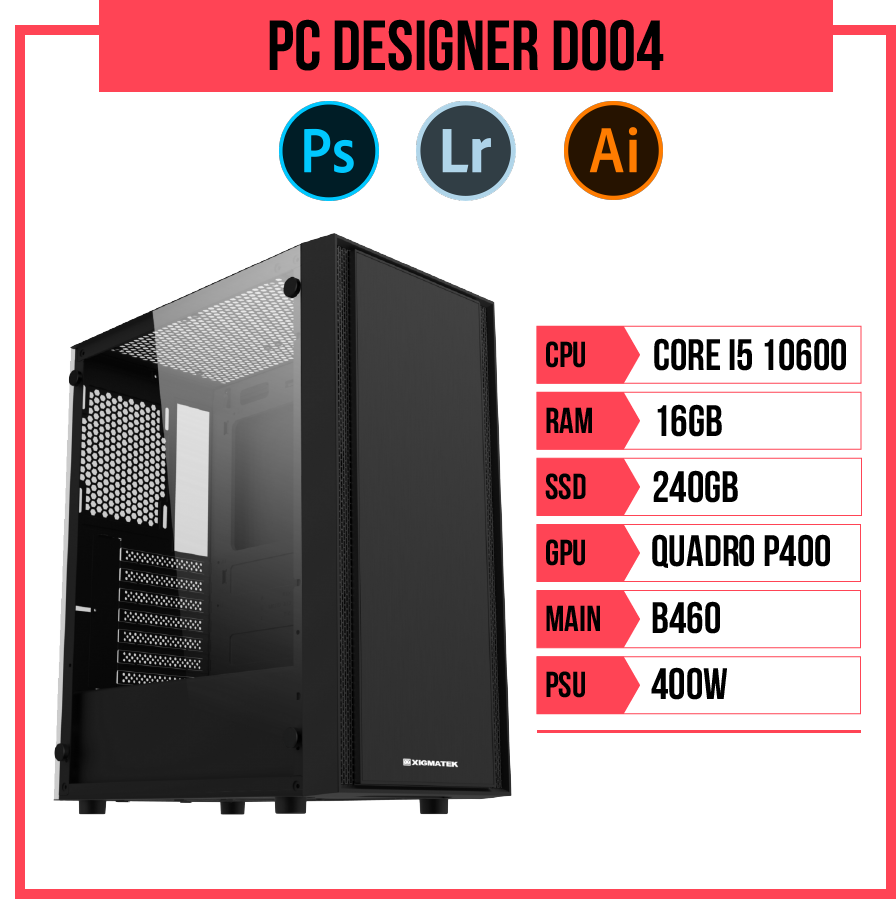 PC DESIGNER D004
Ps Lr Ai
CPU CORE I5 10600
RAM 16GB
SSD 240GB
GPU QUADRO P400
MAIN B460
PSU 400W
XIGMATEK